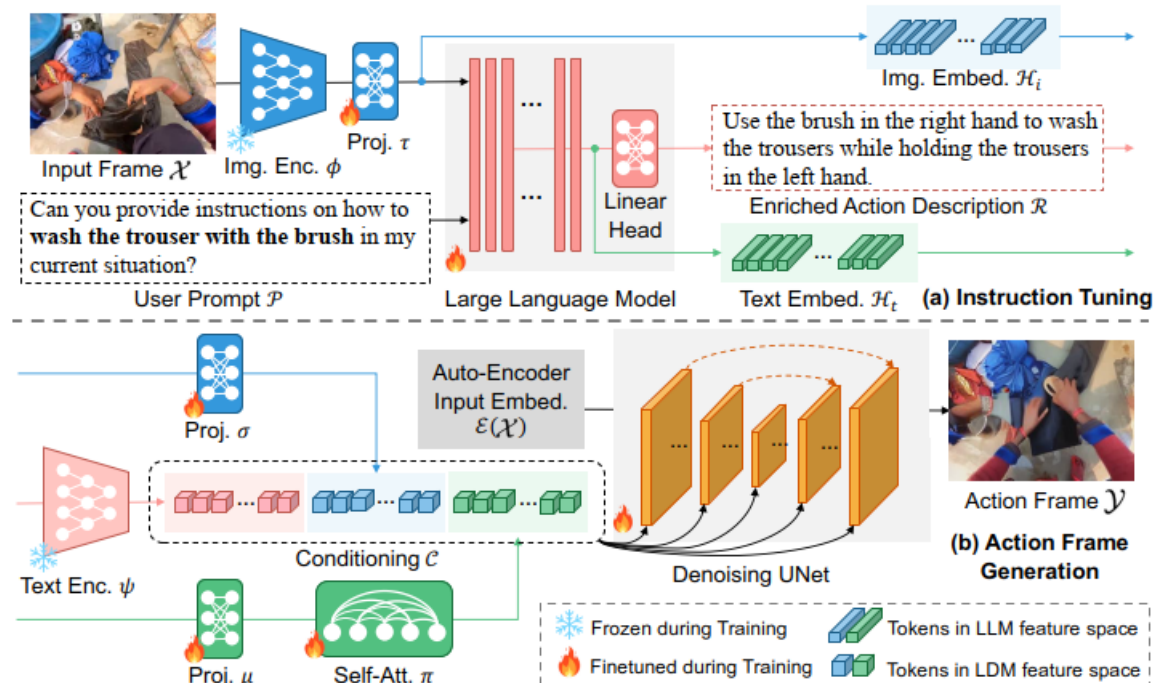 Input Frame 𝒳
Img. Enc. ϕ
Proj. τ
...
...
Linear
Head
...
Img. Embed. ℋᵢ
Use the brush in the right hand to wash
the trousers while holding the trousers
in the left hand.
Enriched Action Description ℛ
Can you provide instructions on how to
wash the trouser with the brush in my
current situation?
User Prompt 𝒫
Large Language Model
...
Text Embed. ℋₜ
(a) Instruction Tuning
Proj. σ
Auto-Encoder
Input Embed.
ℰ(𝒳)
... ... ... ...
Action Frame 𝒴
... ... ...
Conditioning 𝒞
Text Enc. ψ
Denoising UNet
(b) Action Frame
Generation
Proj. μ
Self-Att. π
Frozen during Training
Tokens in LLM feature space
Finetuned during Training
Tokens in LDM feature space